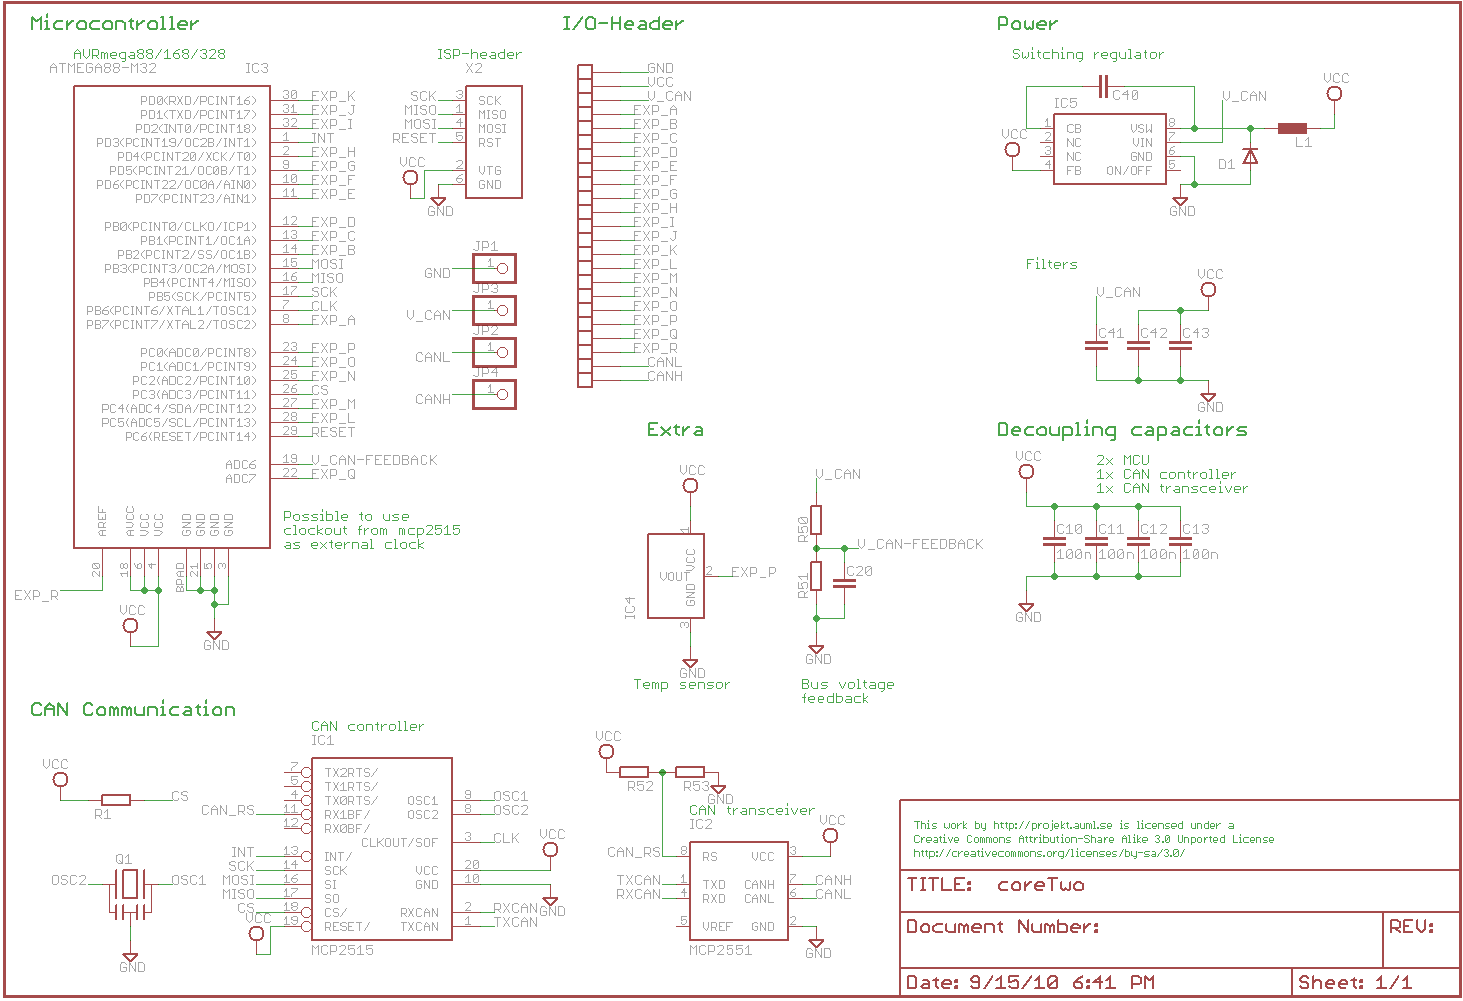 Microcontroller
AVRmega88/168/328
ATMEGA88-M32
IC3
PD0(RXD/PCINT16) 30 EXP_K
PD1(TXD/PCINT17) 31 EXP_J
PD2(INT0/PCINT18) 32 EXP_I
PD3(PCINT19/OC2B/INT1) 1 INT
PD4(PCINT20/XCK/T0) 2 EXP_H
PD5(PCINT21/OC0B/T1) 9 EXP_G
PD6(PCINT22/OC0A/AIN0) 10 EXP_F
PD7(PCINT23/AIN1) 11 EXP_E
PB0(PCINT0/CLKO/ICP1) 12 EXP_D
PB1(PCINT1/OC1A) 13 EXP_C
PB2(PCINT2/SS/OC1B) 14 EXP_B
PB3(PCINT3/OC2A/MOSI) 15 MOSI
PB4(PCINT4/MISO) 16 MISO
PB5(SCK/PCINT5) 17 SCK
PB6(PCINT6/XTAL1/TOSC1) 7 CLK
PB7(PCINT7/XTAL2/TOSC2) 8 EXP_A
PC0(ADC0/PCINT8) 23 EXP_P
PC1(ADC1/PCINT9) 24 EXP_O
PC2(ADC2/PCINT10) 25 EXP_N
PC3(ADC3/PCINT11) 26 CS
PC4(ADC4/SDA/PCINT12) 27 EXP_M
PC5(ADC5/SCL/PCINT13) 28 EXP_L
PC6(RESET/PCINT14) 29 RESET
ADC6 19 V_CAN-FEEDBACK
ADC7 22 EXP_Q
AREF AVCC VCC VCC GND GND GND GND
20 18 6 4 BPAD 21 5 3
EXP_R
VCC
GND
Possible to use
clockout from mcp2515
as external clock
ISP-header
X2
SCK 3 SCK
MISO 1 MISO
MOSI 4 MOSI
RESET 5 RST
VCC 2 VTG
6 GND
GND
JP1
GND 1
JP3
V_CAN 1
JP2
CANL 1
JP4
CANH 1
I/O-Header
GND
VCC
V_CAN
EXP_A
EXP_B
EXP_C
EXP_D
EXP_E
EXP_F
EXP_G
EXP_H
EXP_I
EXP_J
EXP_K
EXP_L
EXP_M
EXP_N
EXP_O
EXP_P
EXP_Q
EXP_R
CANL
CANH
Power
Switching regulator
C40
V_CAN
VCC
IC5
VCC
1 CB VSW 8
2 NC VIN 7
3 NC GND 6
4 FB ON/OFF 5
D1
L1
GND
Filters
VCC
V_CAN
C41 C42 C43
GND
Extra
VCC
1
VCC
VOUT 2 EXP_P
GND
3
IC4
GND
Temp sensor
V_CAN
R50
V_CAN-FEEDBACK
R51
C20
GND
Bus voltage
feedback
Decoupling capacitors
VCC
2x MCU
1x CAN controller
1x CAN transceiver
C10 C11 C12 C13
100n 100n 100n 100n
GND
CAN Communication
VCC
R1
CS
Q1
OSC2 OSC1
GND
CAN controller
IC1
7 TX2RTS/
5 TX1RTS/
4 TX0RTS/ OSC1 9 OSC1
CAN_RS 11 RX1BF/ OSC2 8 OSC2
12 RX0BF/
CLKOUT/SOF 3 CLK
INT 13 INT/
SCK 14 SCK VCC 20 VCC
MOSI 16 SI GND 10 GND
MISO 17 SO
CS 18 CS/ RXCAN 2 RXCAN
VCC 19 RESET/ TXCAN 1 TXCAN
MCP2515
VCC
R52 R53
GND
CAN transceiver
IC2
CAN_RS 8 RS VCC 3 VCC
TXCAN 1 TXD CANH 7 CANH
RXCAN 4 RXD CANL 6 CANL
5 VREF GND 2 GND
MCP2551
This work by http://projekt.auml.se is licensed under a
Creative Commons Attribution-Share Alike 3.0 Unported License
http://creativecommons.org/licenses/by-sa/3.0/
TITLE: coreTwo
Document Number:
REV:
Date: 9/15/10 6:41 PM
Sheet: 1/1